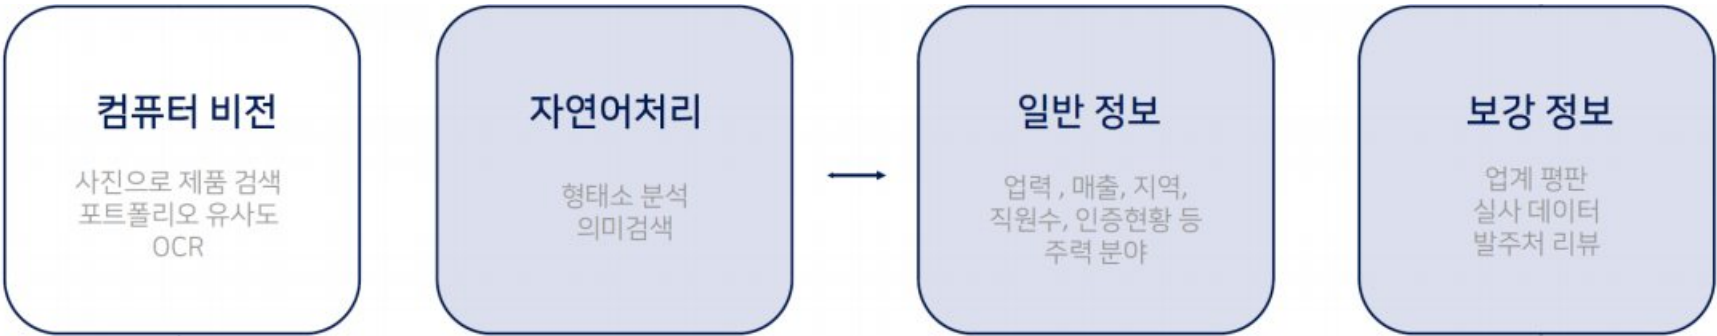 컴퓨터 비전
사진으로 제품 검색
포트폴리오 유사도
OCR
자연어처리
형태소 분석
의미검색
일반 정보
업력 , 매출, 지역,
직원수, 인증현황 등
주력 분야
보강 정보
업계 평판
실사 데이터
발주처 리뷰